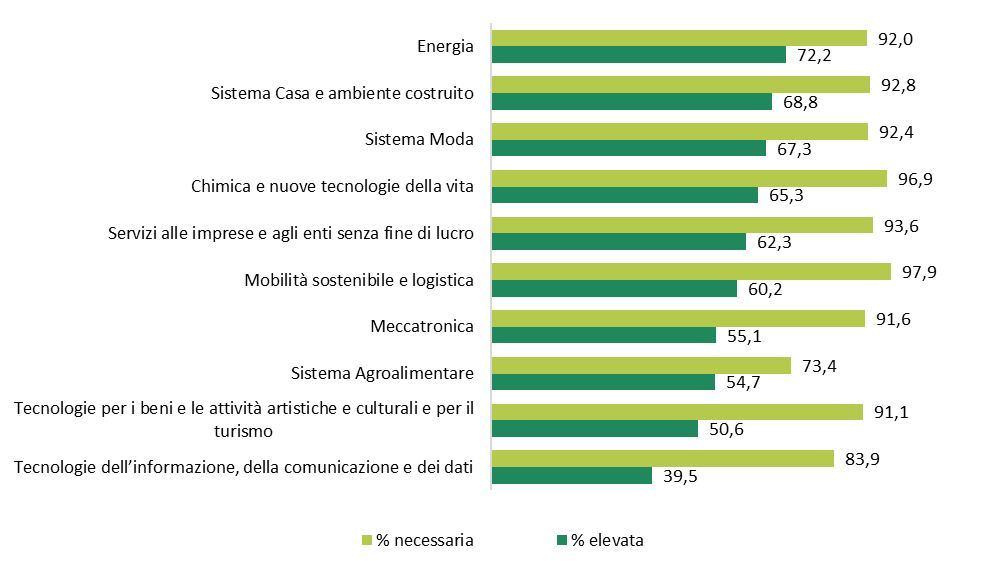 Energia
92,0
72,2
Sistema Casa e ambiente costruito
92,8
68,8
Sistema Moda
92,4
67,3
Chimica e nuove tecnologie della vita
96,9
65,3
Servizi alle imprese e agli enti senza fine di lucro
93,6
62,3
Mobilità sostenibile e logistica
97,9
60,2
Meccatronica
91,6
55,1
Sistema Agroalimentare
73,4
54,7
Tecnologie per i beni e le attività artistiche e culturali e per il
turismo
91,1
50,6
Tecnologie dell’informazione, della comunicazione e dei dati
83,9
39,5
% necessaria
% elevata